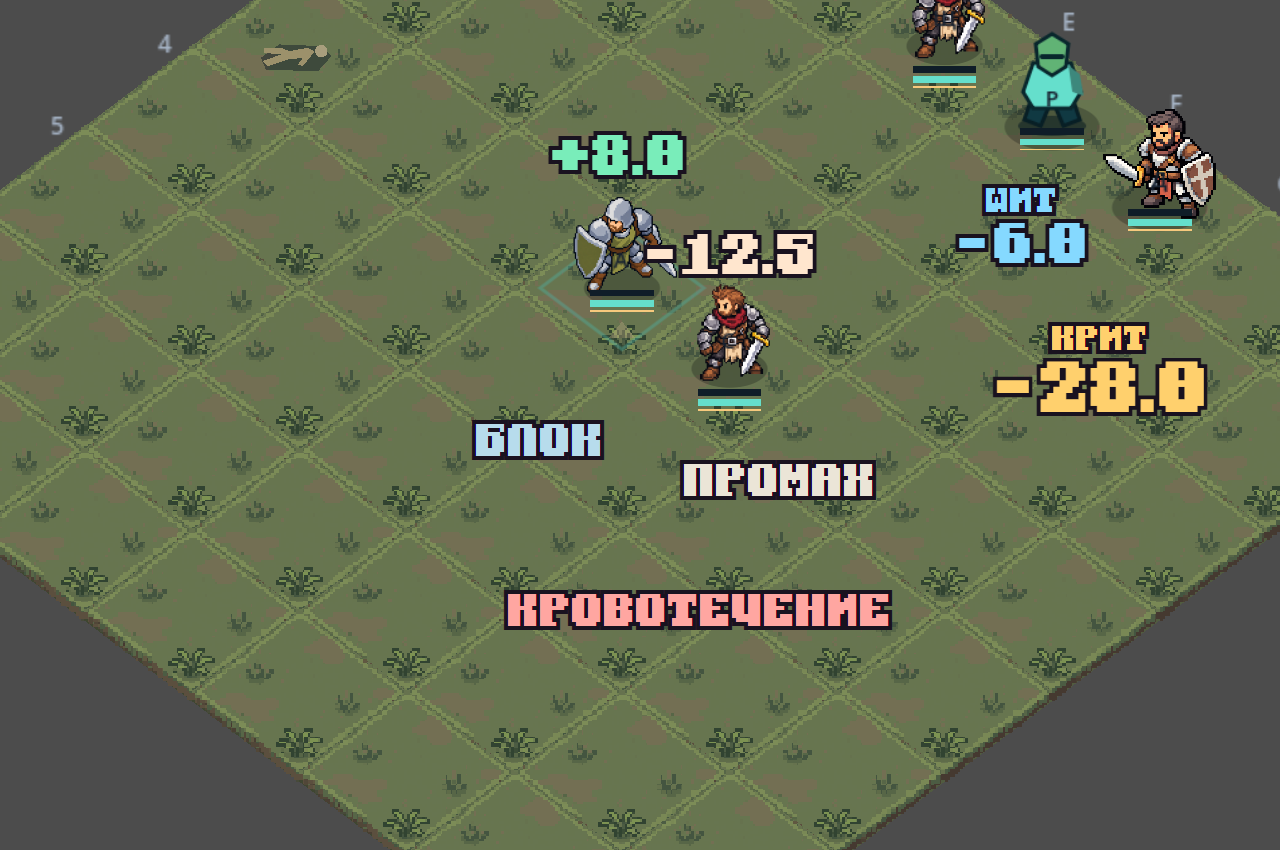 E
4
F
P
5
+8.0
ЩИТ
-6.0
-12.5
КРИТ
-28.0
БЛОК
ПРОМАХ
КРОВОТЕЧЕНИЕ